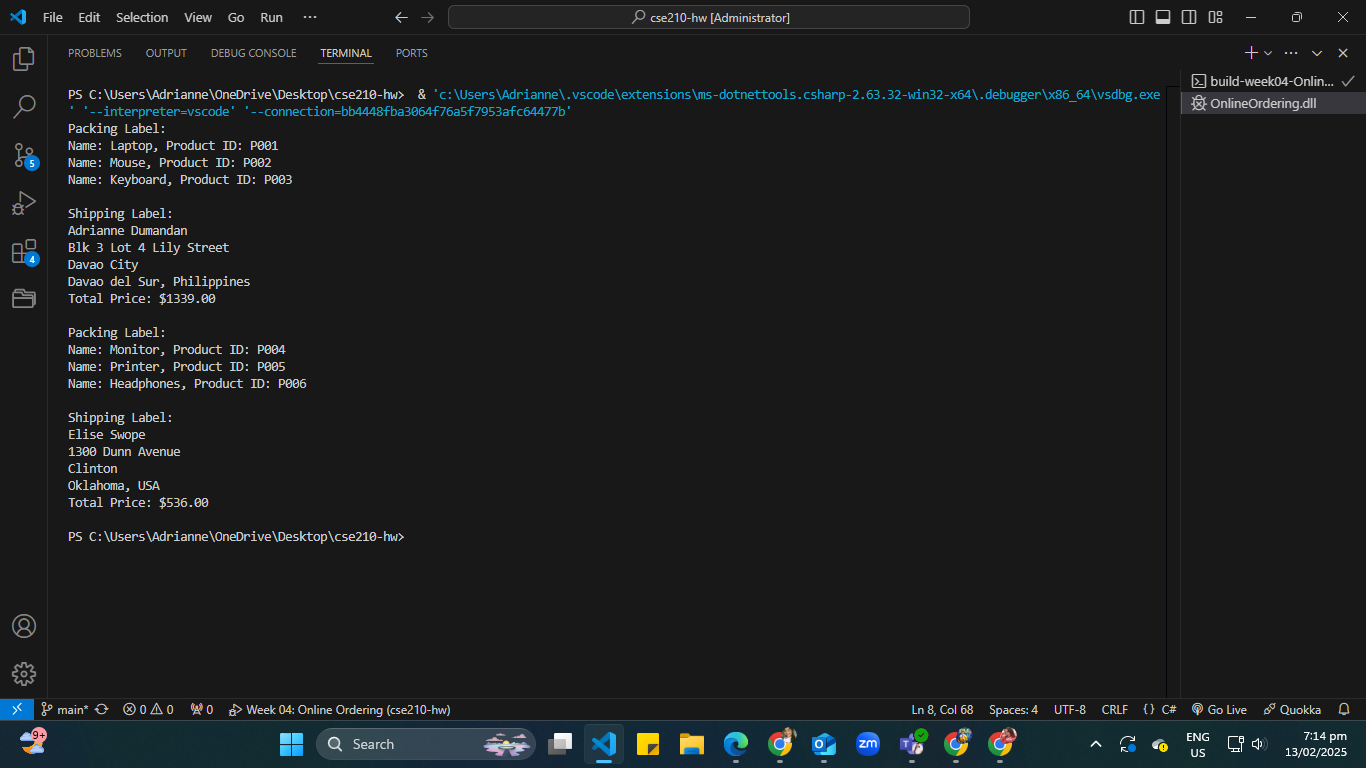 File Edit Selection View Go Run ··· cse210-hw [Administrator]
PROBLEMS OUTPUT DEBUG CONSOLE TERMINAL PORTS
build-week04-Onlin...
OnlineOrdering.dll
PS C:\Users\Adrianne\OneDrive\Desktop\cse210-hw>  & 'c:\Users\Adrianne\.vscode\extensions\ms-dotnettools.csharp-2.63.32-win32-x64\.debugger\x86_64\vsdbg.exe
' '--interpreter=vscode' '--connection=bb4448fba3064f76a5f7953afc64477b'
Packing Label:
Name: Laptop, Product ID: P001
Name: Mouse, Product ID: P002
Name: Keyboard, Product ID: P003
Shipping Label:
Adrianne Dumandan
Blk 3 Lot 4 Lily Street
Davao City
Davao del Sur, Philippines
Total Price: $1339.00
Packing Label:
Name: Monitor, Product ID: P004
Name: Printer, Product ID: P005
Name: Headphones, Product ID: P006
Shipping Label:
Elise Swope
1300 Dunn Avenue
Clinton
Oklahoma, USA
Total Price: $536.00
PS C:\Users\Adrianne\OneDrive\Desktop\cse210-hw>
5
4
main* 0 0 0 Week 04: Online Ordering (cse210-hw) Ln 8, Col 68 Spaces: 4 UTF-8 CRLF {} C# Go Live Quokka
9+ Search zm ENG US 7:14 pm
13/02/2025